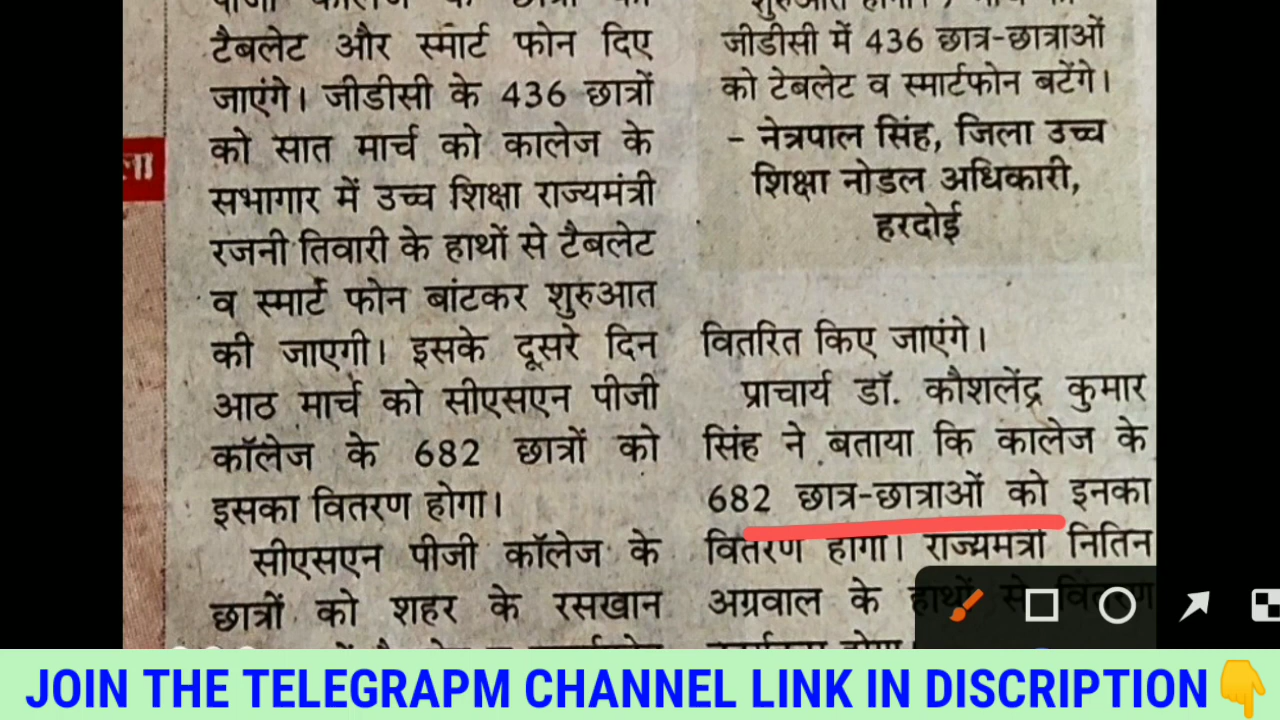 टैबलेट और स्मार्ट फोन दिए
जाएंगे। जीडीसी के 436 छात्रों
को सात मार्च को कालेज के
सभागार में उच्च शिक्षा राज्यमंत्री
रजनी तिवारी के हाथों से टैबलेट
व स्मार्ट फोन बांटकर शुरुआत
की जाएगी। इसके दूसरे दिन
आठ मार्च को सीएसएन पीजी
कॉलेज के 682 छात्रों को
इसका वितरण होगा।
सीएसएन पीजी कॉलेज के
छात्रों को शहर के रसखान
जीडीसी में 436 छात्र-छात्राओं
को टेबलेट व स्मार्टफोन बटेंगे।
- नेत्रपाल सिंह, जिला उच्च
शिक्षा नोडल अधिकारी,
हरदोई
वितरित किए जाएंगे।
प्राचार्य डॉ. कौशलेंद्र कुमार
सिंह ने बताया कि कालेज के
682 छात्र-छात्राओं को इनका
वितरण होगा। राज्यमंत्री नितिन
अग्रवाल के हाथों से वितरण
JOIN THE TELEGRAPM CHANNEL LINK IN DISCRIPTION👇